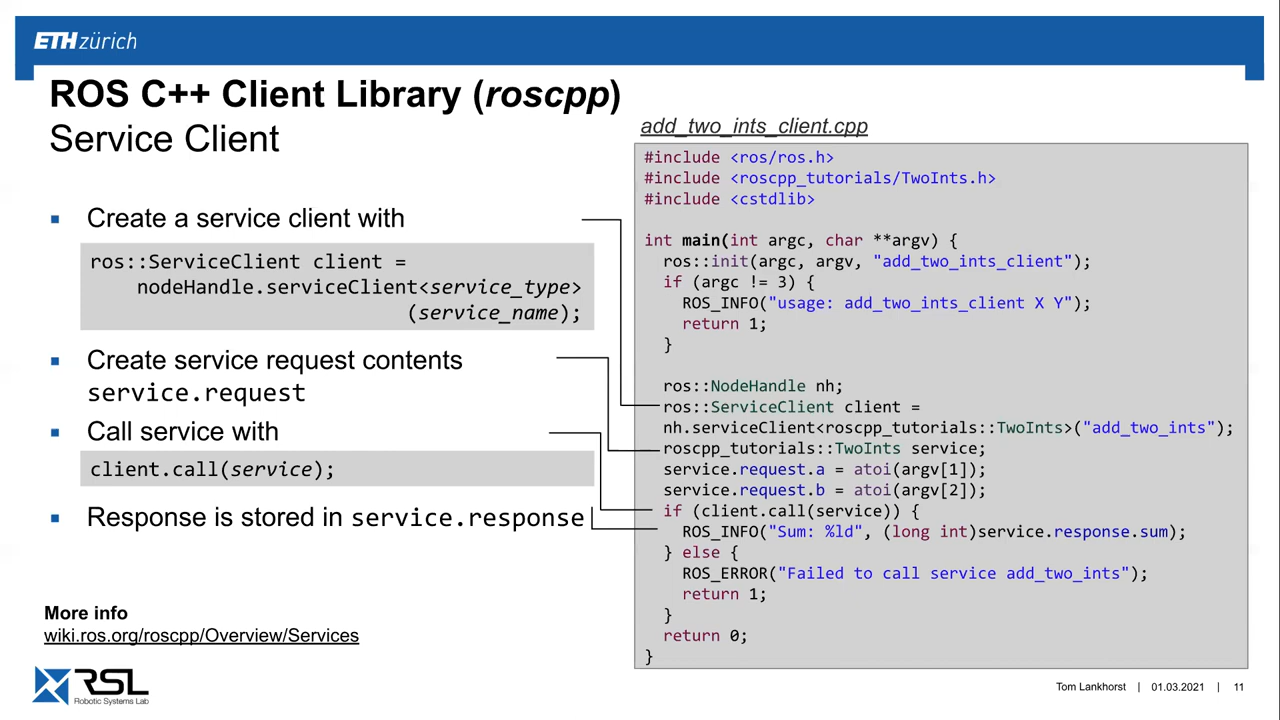 ETH zürich
ROS C++ Client Library (roscpp)
Service Client
▪ Create a service client with
ros::ServiceClient client =
nodeHandle.serviceClient<service_type>
(service_name);
▪ Create service request contents
service.request
▪ Call service with
client.call(service);
▪ Response is stored in service.response
More info
wiki.ros.org/roscpp/Overview/Services
RSL
Robotic Systems Lab
add_two_ints_client.cpp
#include <ros/ros.h>
#include <roscpp_tutorials/TwoInts.h>
#include <cstdlib>
int main(int argc, char **argv) {
ros::init(argc, argv, "add_two_ints_client");
if (argc != 3) {
ROS_INFO("usage: add_two_ints_client X Y");
return 1;
}
ros::NodeHandle nh;
ros::ServiceClient client =
nh.serviceClient<roscpp_tutorials::TwoInts>("add_two_ints");
roscpp_tutorials::TwoInts service;
service.request.a = atoi(argv[1]);
service.request.b = atoi(argv[2]);
if (client.call(service)) {
ROS_INFO("Sum: %ld", (long int)service.response.sum);
} else {
ROS_ERROR("Failed to call service add_two_ints");
return 1;
}
return 0;
}
Tom Lankhorst | 01.03.2021 | 11